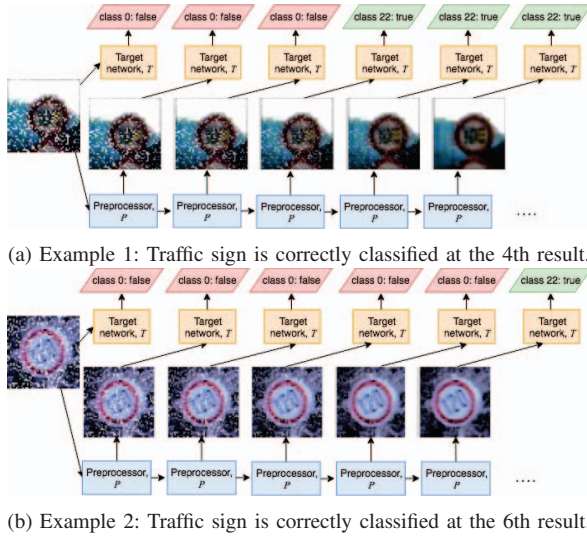 class 0: false class 0: false class 0: false class 22: true class 22: true class 22: true
Target network, T Target network, T Target network, T Target network, T Target network, T Target network, T
Preprocessor, P Preprocessor, P Preprocessor, P Preprocessor, P Preprocessor, P ....
(a) Example 1: Traffic sign is correctly classified at the 4th result.
class 0: false class 0: false class 0: false class 0: false class 0: false class 22: true
Target network, T Target network, T Target network, T Target network, T Target network, T Target network, T
Preprocessor, P Preprocessor, P Preprocessor, P Preprocessor, P Preprocessor, P ....
(b) Example 2: Traffic sign is correctly classified at the 6th result.